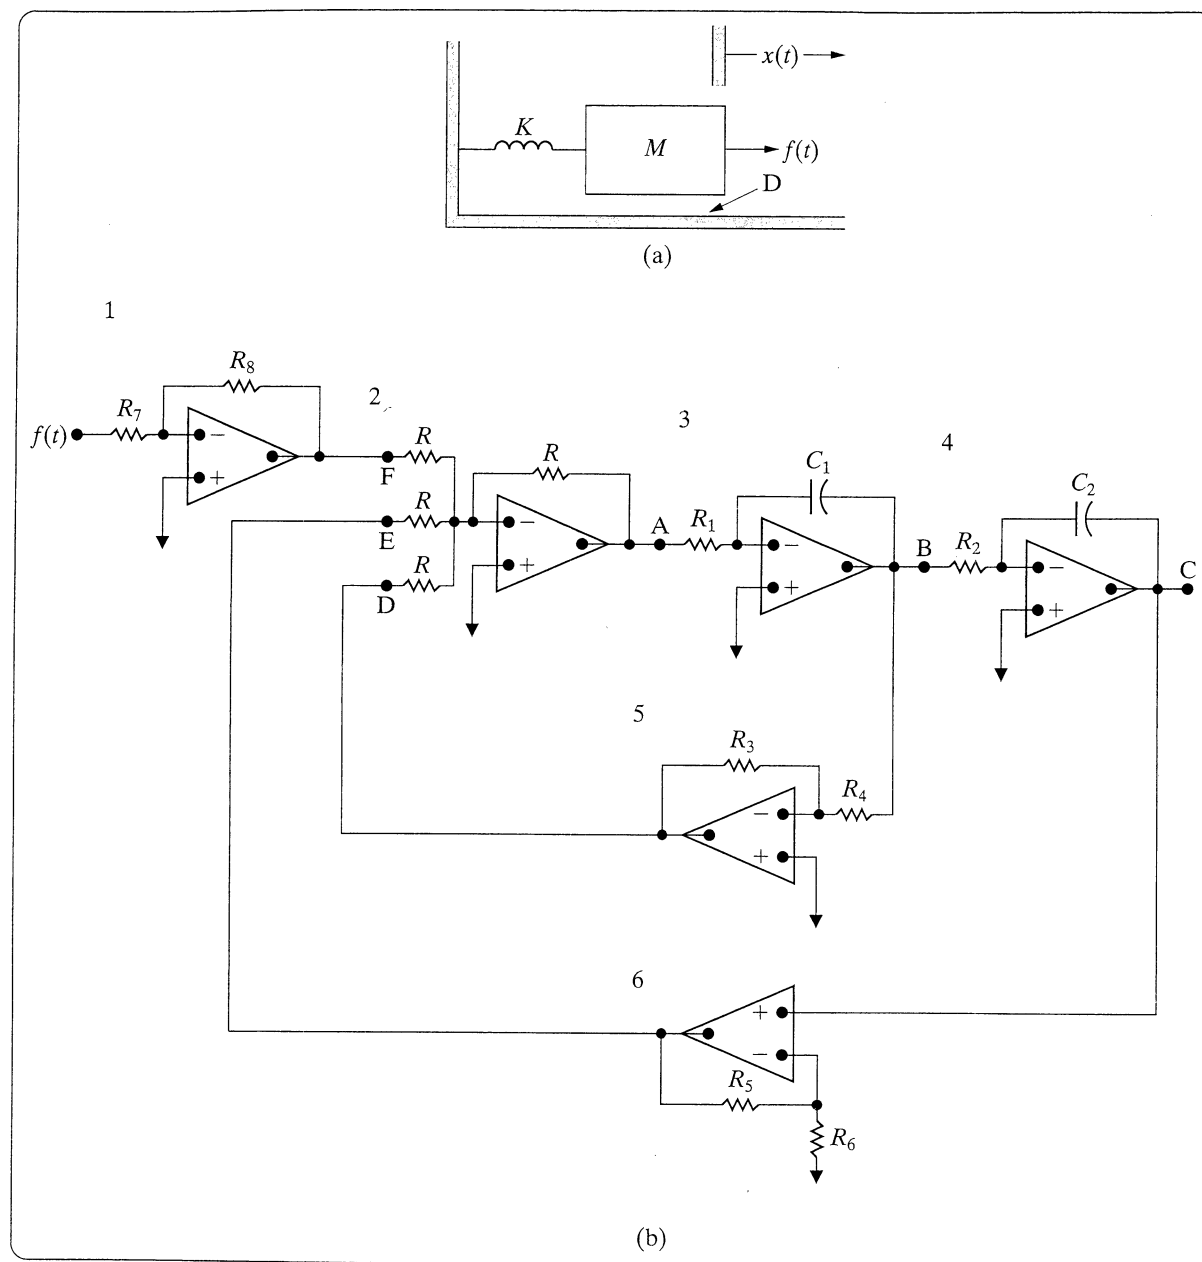 x(t)
K
M
f(t)
D
(a)
1
R8
2
R7
f(t)
−
+
R
F
3
R
4
C1
R
E
−
+
A
R1
C2
R
D
−
+
B
R2
−
+
C
5
R3
R4
−
+
6
+
−
R5
R6
(b)